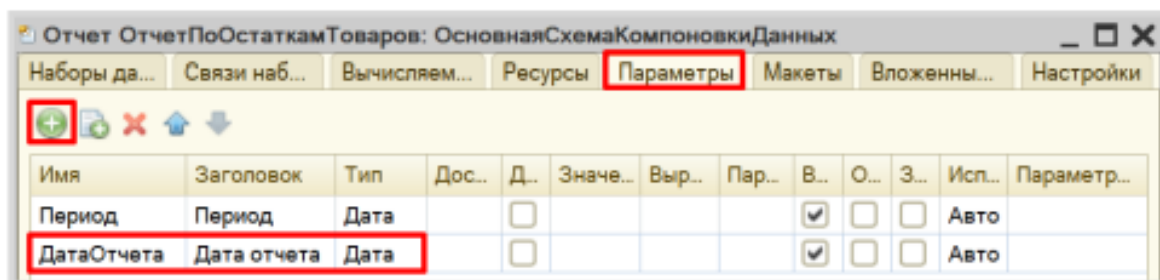 Отчет ОтчетПоОстаткамТоваров: ОсновнаяСхемаКомпоновкиДанных
Наборы да... Связи наб... Вычисляем... Ресурсы Параметры Макеты Вложенны... Настройки
Имя Заголовок Тип Дос... Д... Значе... Выр... Пар... В... О... З... Исп... Параметр...
Период Период Дата Авто
ДатаОтчета Дата отчета Дата Авто